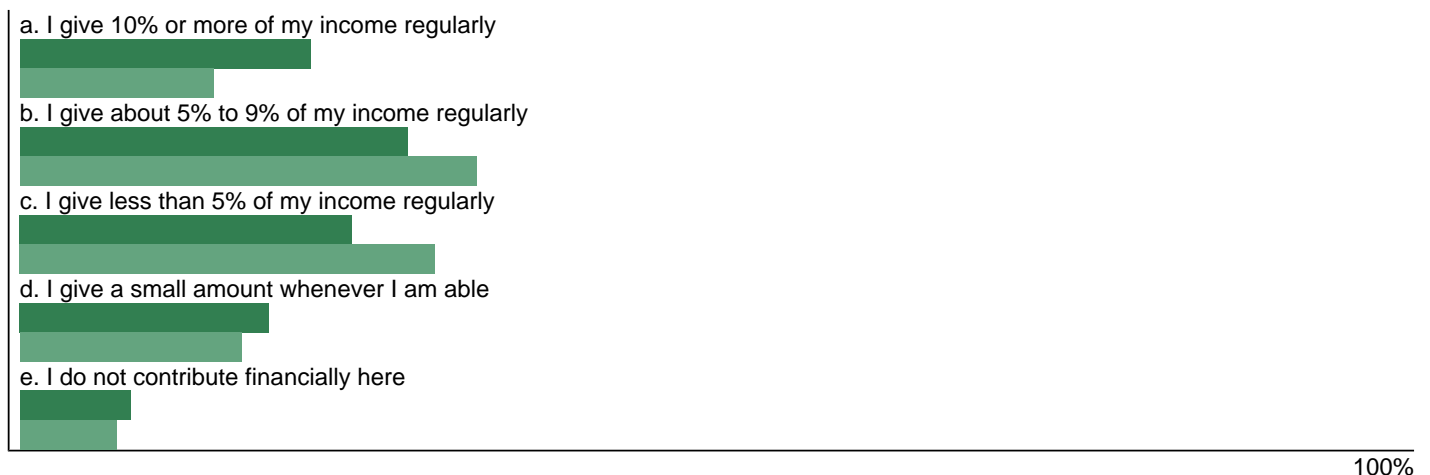 a. I give 10% or more of my income regularly
b. I give about 5% to 9% of my income regularly
c. I give less than 5% of my income regularly
d. I give a small amount whenever I am able
e. I do not contribute financially here
100%